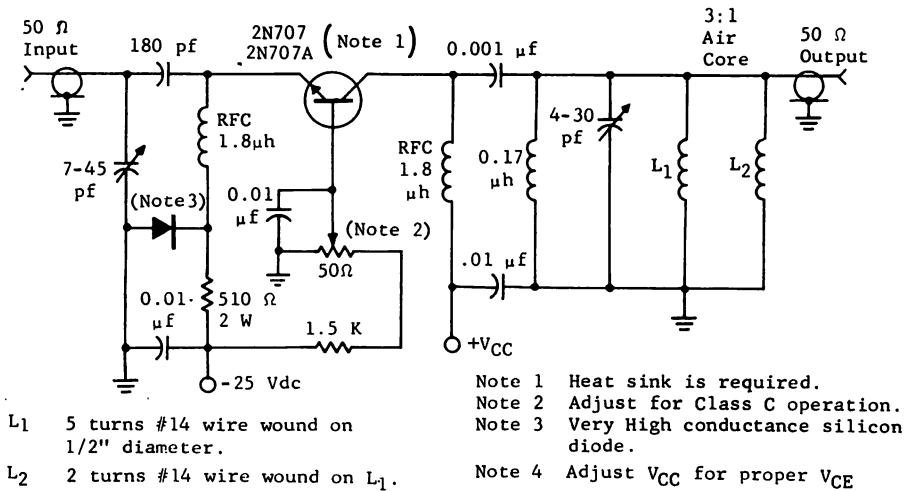 50 Ω
Input
180 pf
2N707
2N707A
(Note 1)
0.001 µf
3:1
Air
Core
50 Ω
Output
RFC
1.8µh
7-45
pf
(Note3)
0.01
µf
(Note 2)
50Ω
RFC
1.8
µh
0.17
µh
4-30
pf
L1
L2
.01 µf
0.01
µf
510 Ω
2 W
1.5 K
+VCC
-25 Vdc
L1 5 turns #14 wire wound on
1/2" diameter.
L2 2 turns #14 wire wound on L1.
Note 1 Heat sink is required.
Note 2 Adjust for Class C operation.
Note 3 Very High conductance silicon
diode.
Note 4 Adjust VCC for proper VCE